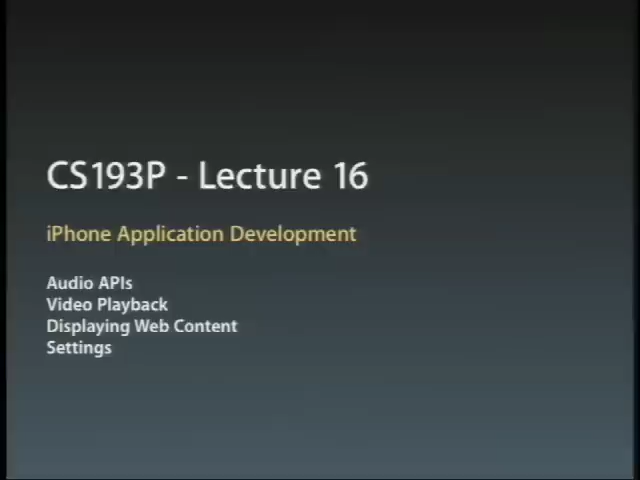 CS193P - Lecture 16
iPhone Application Development
Audio APIs
Video Playback
Displaying Web Content
Settings